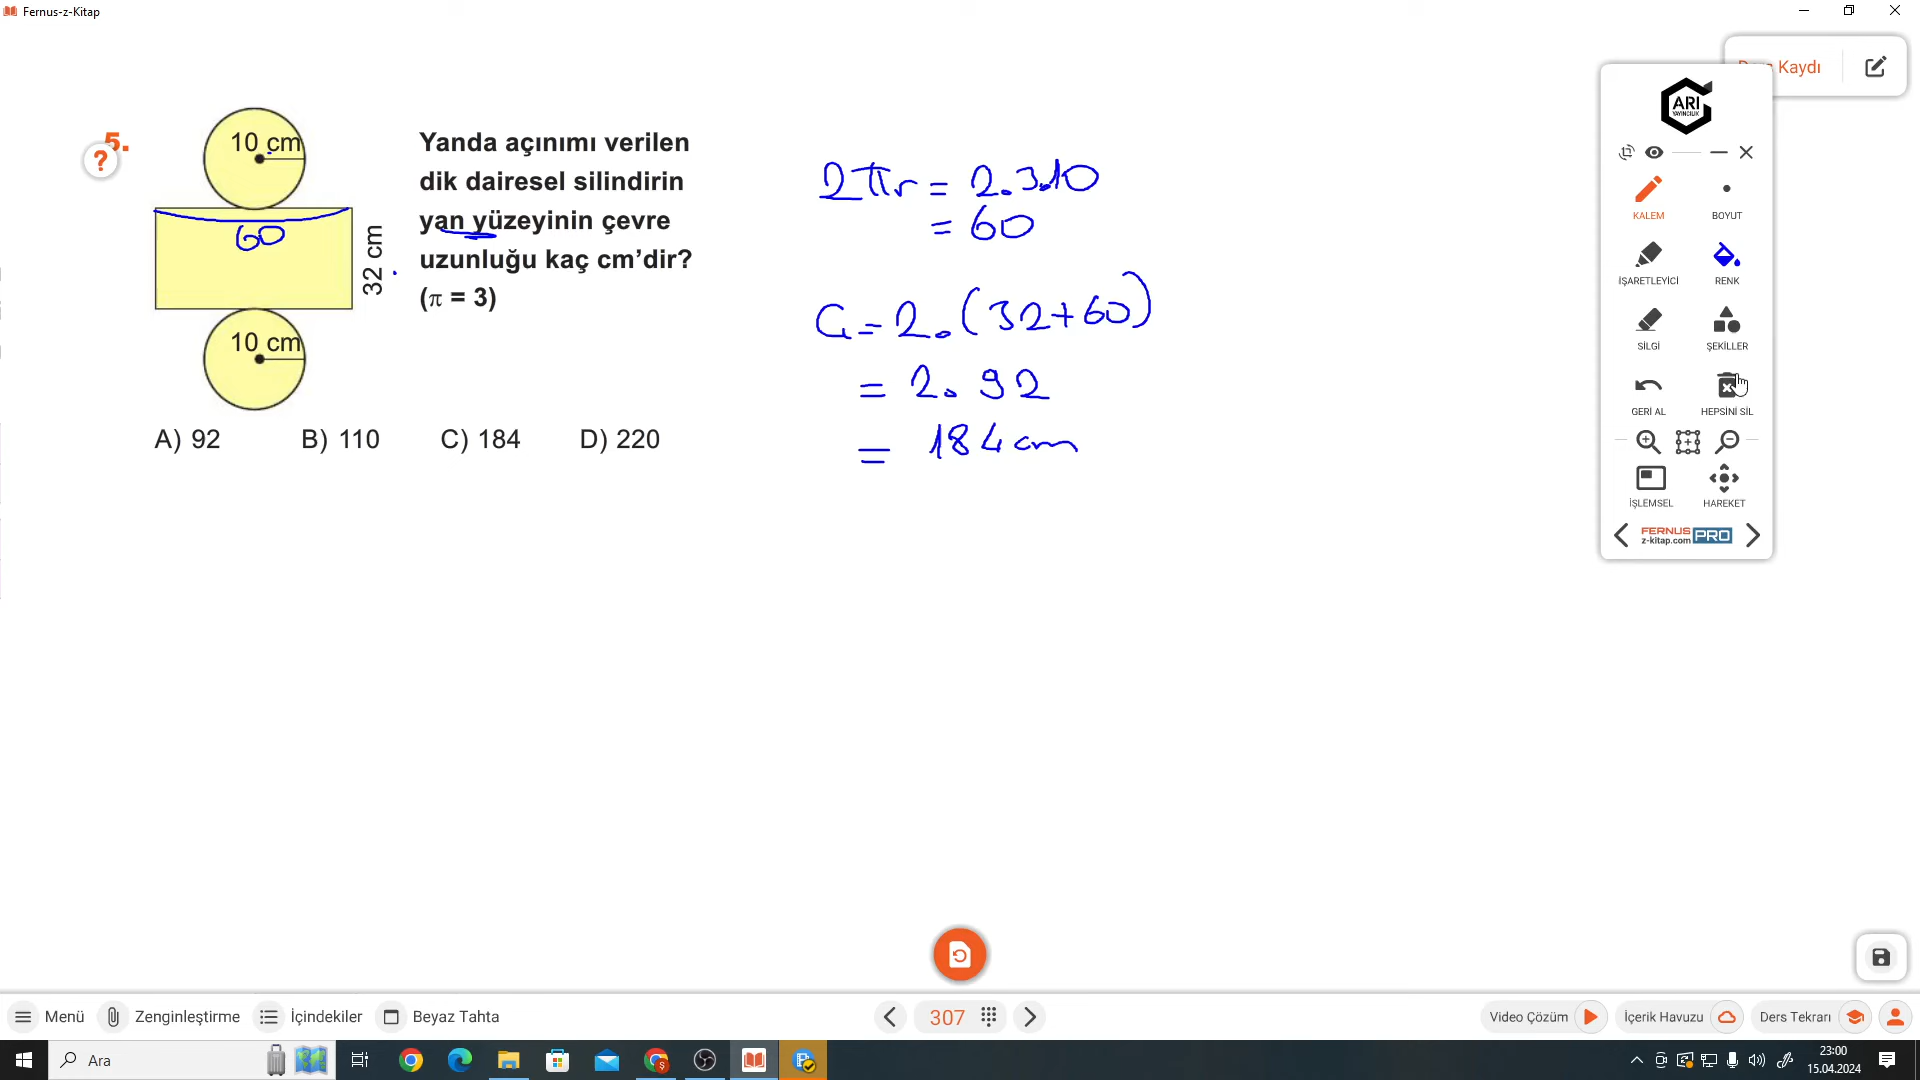 Fernus-z-Kitap
Kaydı
ARI
YAYINCILIK
KALEM
BOYUT
İŞARETLEYİCİ
RENK
SİLGİ
ŞEKİLLER
GERİ AL
HEPSİNİ SİL
İŞLEMSEL
HAREKET
FERNUS
z-kitap.com PRO
5.
?
10 cm
60
32 cm
10 cm
Yanda açınımı verilen
dik dairesel silindirin
yan yüzeyinin çevre
uzunluğu kaç cm’dir?
(π = 3)
A) 92 B) 110 C) 184 D) 220
2πr = 2.3.10
= 60
Ç = 2.(32+60)
= 2.92
= 184 cm
Menü Zenginleştirme İçindekiler Beyaz Tahta 307 Video Çözüm İçerik Havuzu Ders Tekrarı
Ara
23:00
15.04.2024